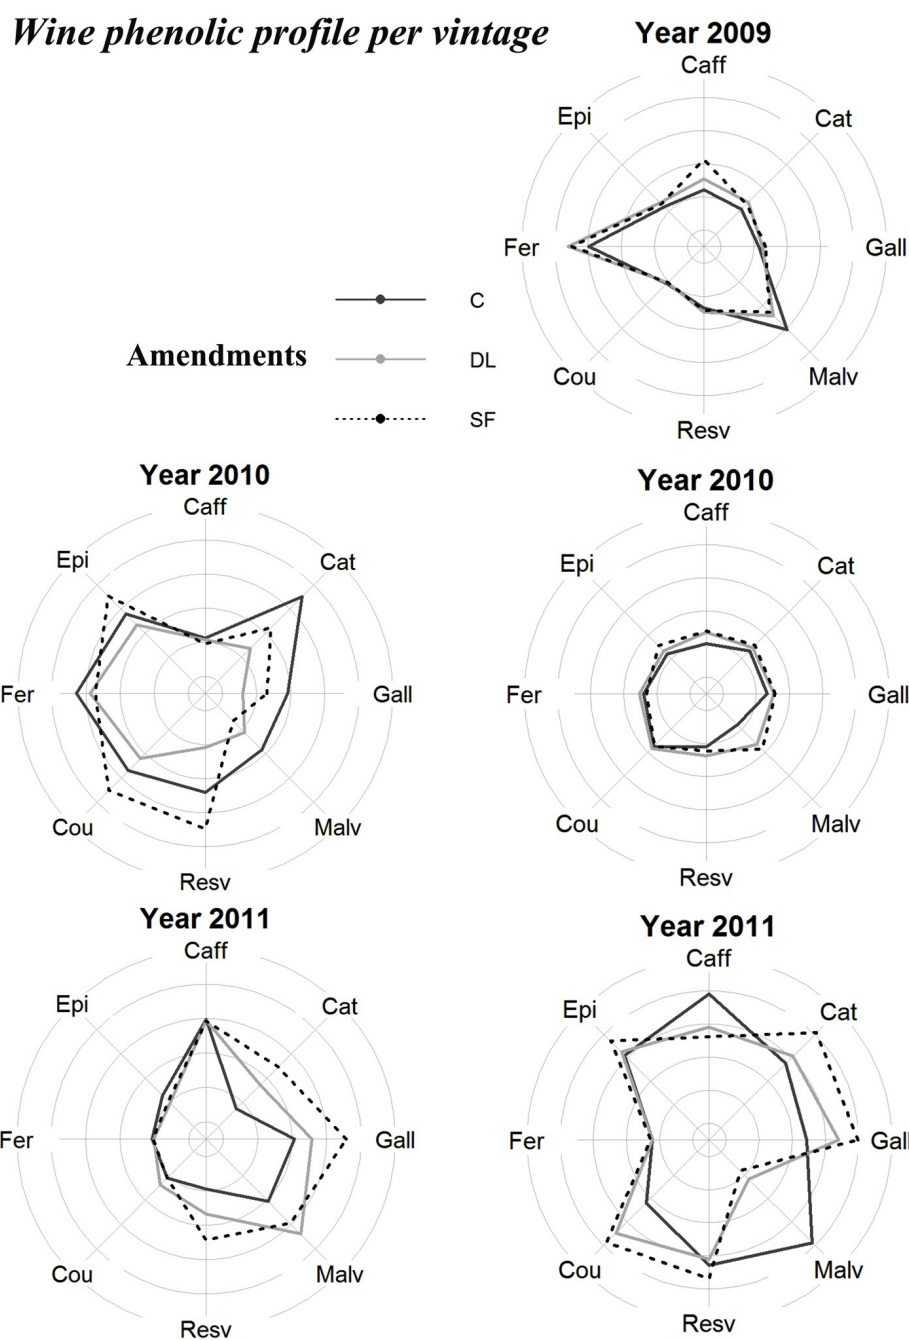 Wine phenolic profile per vintage
Year 2009
Caff
Epi
Cat
Fer
Gall
Cou
Malv
Resv
Amendments
C
DL
SF
Year 2010
Caff
Epi
Cat
Fer
Gall
Cou
Malv
Resv
Year 2010
Caff
Epi
Cat
Fer
Gall
Cou
Malv
Resv
Year 2011
Caff
Epi
Cat
Fer
Gall
Cou
Malv
Resv
Year 2011
Caff
Epi
Cat
Fer
Gall
Cou
Malv
Resv